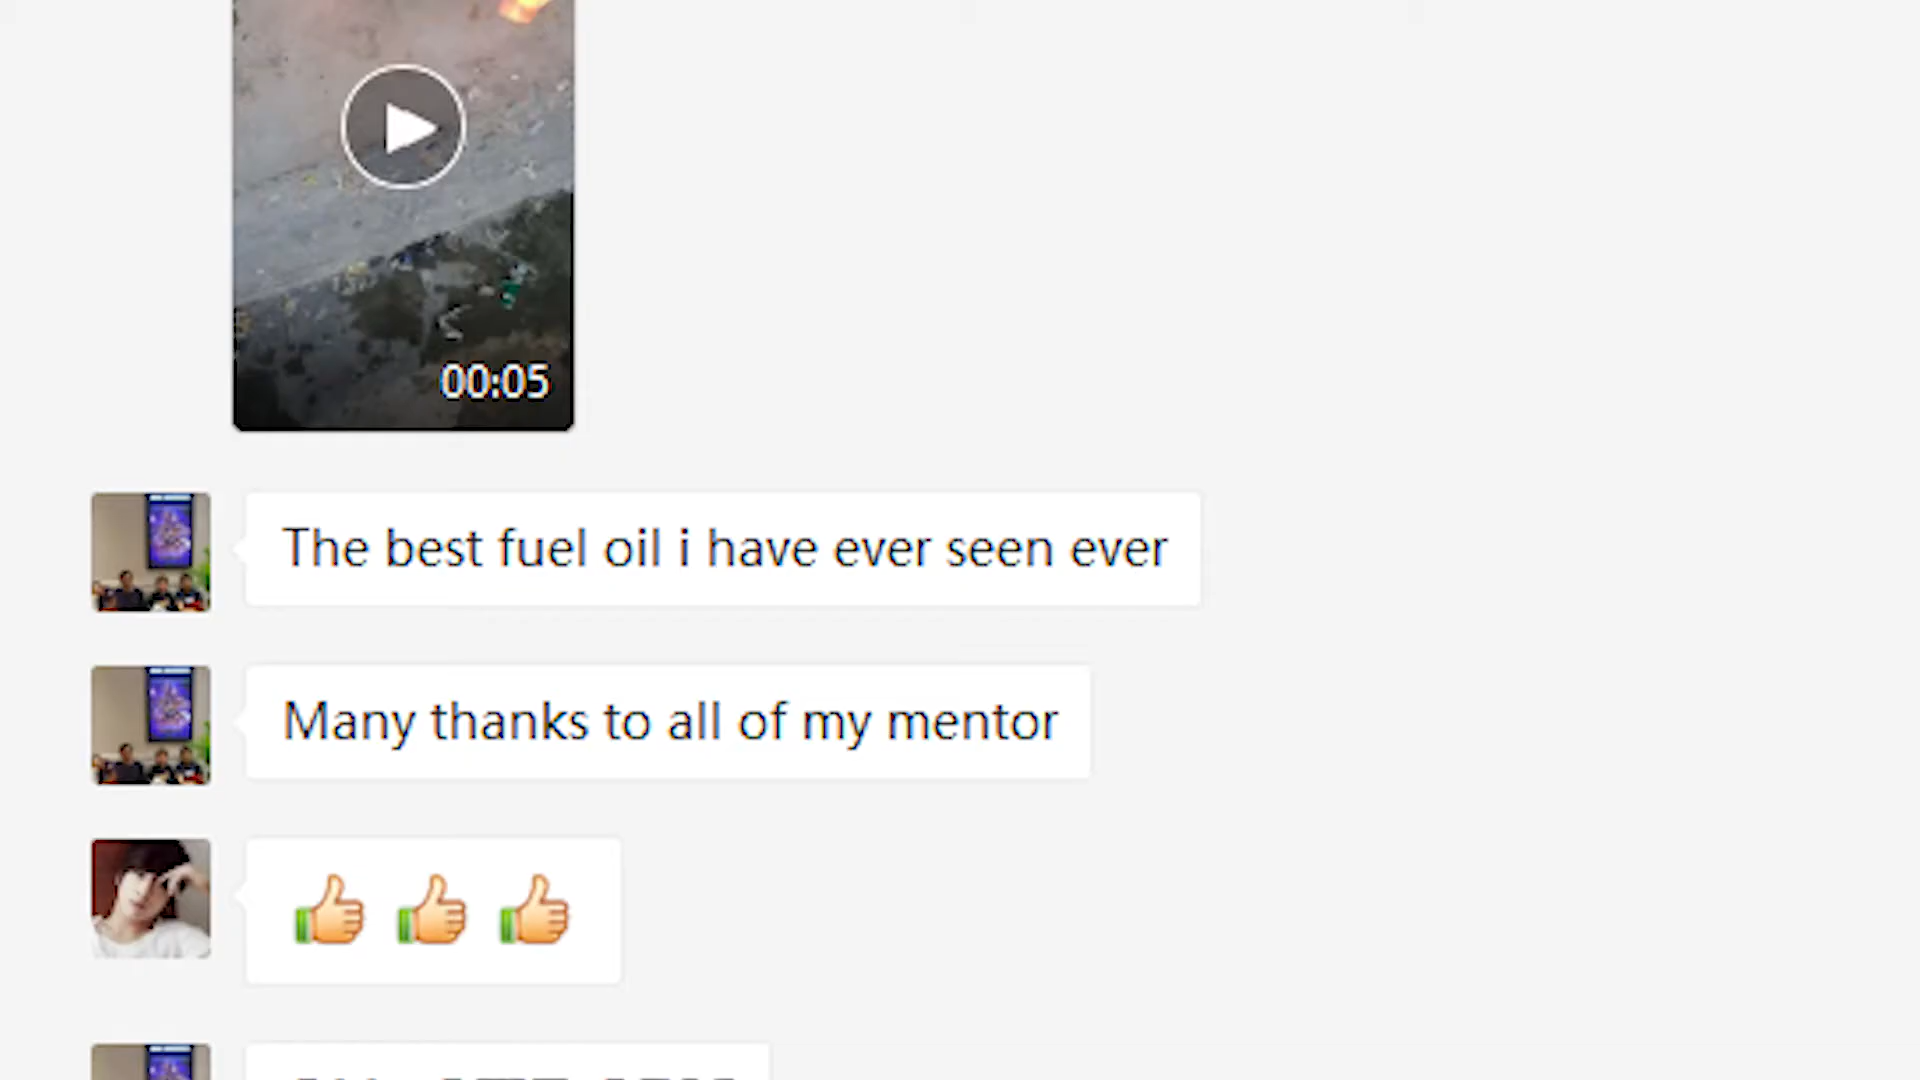 00:05
The best fuel oil i have ever seen ever
Many thanks to all of my mentor